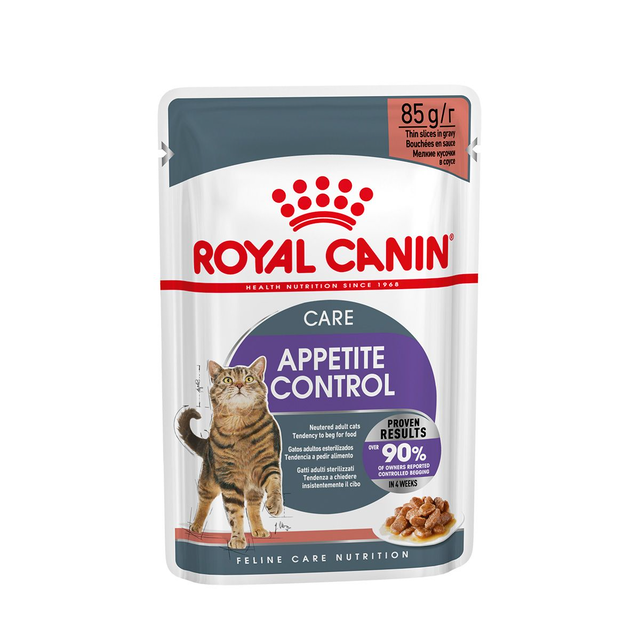 85 g/г
Thin slices in gravy
Bouchées en sauce
Мелкие кусочки
в соусе
ROYAL CANIN®
HEALTH NUTRITION SINCE 1968
CARE
APPETITE
CONTROL
Neutered adult cats
Tendency to beg for food
Gatos adultos esterilizados
Tendencia a pedir alimento
Gatti adulti sterilizzati
Tendenza a chiedere
insistentemente il cibo
PROVEN
RESULTS
OVER 90%
OF OWNERS REPORTED
CONTROLLED BEGGING
IN 4 WEEKS
FELINE CARE NUTRITION